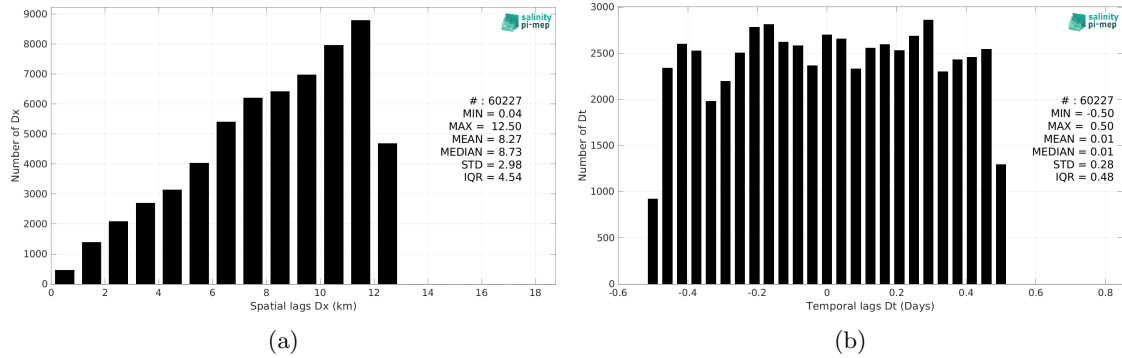 9000
8000
7000
6000
5000
4000
3000
2000
1000
0
Number of Dx
0 2 4 6 8 10 12 14 16 18
Spatial lags Dx (km)
salinity
pi-mep
# : 60227
MIN = 0.04
MAX = 12.50
MEAN = 8.27
MEDIAN = 8.73
STD = 2.98
IQR = 4.54
(a)
3000
2500
2000
1500
1000
500
0
Number of Dt
-0.6 -0.4 -0.2 0 0.2 0.4 0.6 0.8
Temporal lags Dt (Days)
salinity
pi-mep
# : 60227
MIN = -0.50
MAX = 0.50
MEAN = 0.01
MEDIAN = 0.01
STD = 0.28
IQR = 0.48
(b)